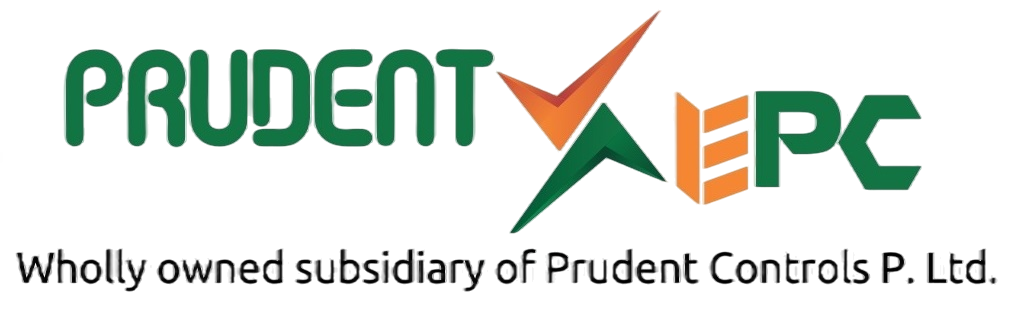 PRUDENT EPC
Wholly owned subsidiary of Prudent Controls P. Ltd.